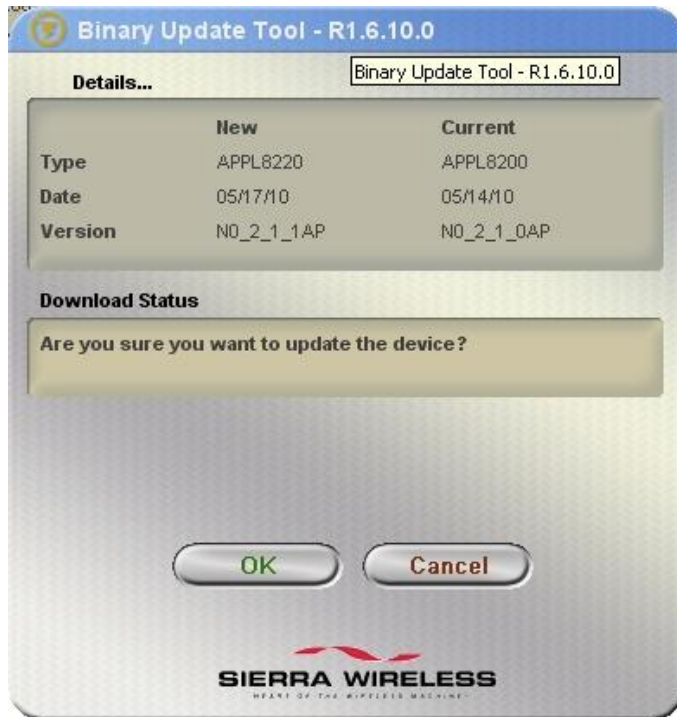 Binary Update Tool - R1.6.10.0
Binary Update Tool - R1.6.10.0
Details...
New Current
Type APPL8220 APPL8200
Date 05/17/10 05/14/10
Version N0_2_1_1AP N0_2_1_0AP
Download Status
Are you sure you want to update the device?
OK Cancel
SIERRA WIRELESS
HEART OF THE WIRELESS MACHINE